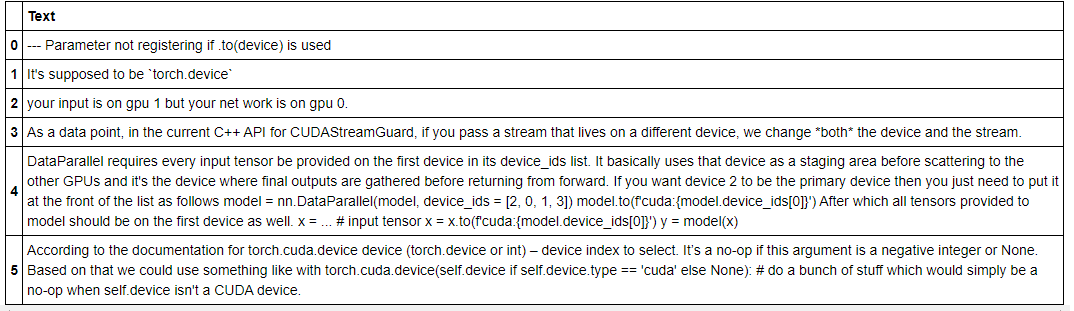 Text
0 --- Parameter not registering if .to(device) is used
1 It's supposed to be `torch.device`
2 your input is on gpu 1 but your net work is on gpu 0.
3 As a data point, in the current C++ API for CUDAStreamGuard, if you pass a stream that lives on a different device, we change *both* the device and the stream.
DataParallel requires every input tensor be provided on the first device in its device_ids list. It basically uses that device as a staging area before scattering to the
other GPUs and it's the device where final outputs are gathered before returning from forward. If you want device 2 to be the primary device then you just need to put it
4 at the front of the list as follows model = nn.DataParallel(model, device_ids = [2, 0, 1, 3]) model.to(f'cuda:{model.device_ids[0]}') After which all tensors provided to
model should be on the first device as well. x = ... # input tensor x = x.to(f'cuda:{model.device_ids[0]}') y = model(x)
According to the documentation for torch.cuda.device device (torch.device or int) – device index to select. It's a no-op if this argument is a negative integer or None.
5 Based on that we could use something like with torch.cuda.device(self.device if self.device.type == 'cuda' else None): # do a bunch of stuff which would simply be a
no-op when self.device isn't a CUDA device.